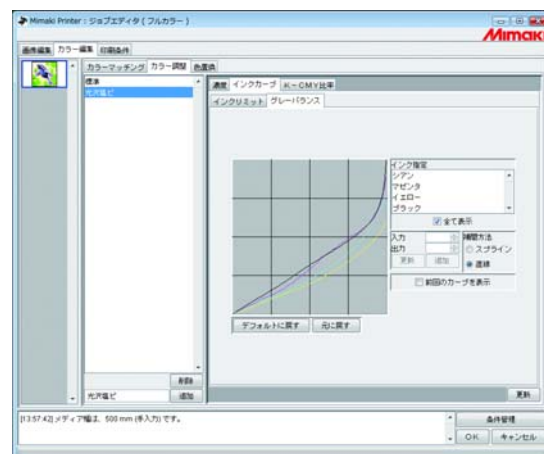 Mimaki Printer : ジョブエディタ ( フルカラー )
Mimaki
画像編集 カラー編集 印刷条件
カラーマッチング カラー調整 色置換
標準
光沢塩ビ
濃度 インクカーブ K-CMY比率
インクリミット グレーバランス
インク指定
シアン
マゼンタ
イエロー
ブラック
全て表示
入力
出力
更新 追加
補間方法
スプライン
直線
前回のカーブを表示
デフォルトに戻す 元に戻す
削除
光沢塩ビ 追加
更新
[13:57:42] メディア幅は、500 mm (手入力) です。
条件管理
OK キャンセル